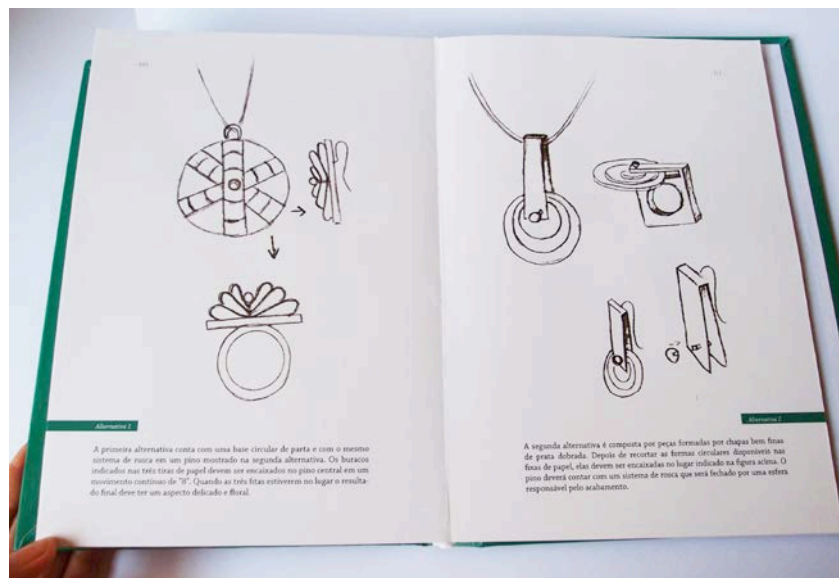 Alternativa 1
A primeira alternativa conta com uma base circular de parta e com o mesmo
sistema de rosca em um pino mostrado na segunda alternativa. Os buracos
indicados nas três tiras de papel devem ser encaixados no pino central em um
movimento contínuo de "8". Quando as três fitas estiverem no lugar o resulta-
do final deve ter um aspecto delicado e floral.
Alternativa 2
A segunda alternativa é composta por peças formadas por chapas bem finas
de prata dobrada. Depois de recortar as formas circulares disponíveis nas
fixas de papel, elas devem ser encaixadas no lugar indicado na figura acima. O
pino deverá contar com um sistema de rosca que será fechado por uma esfera
responsável pelo acabamento.